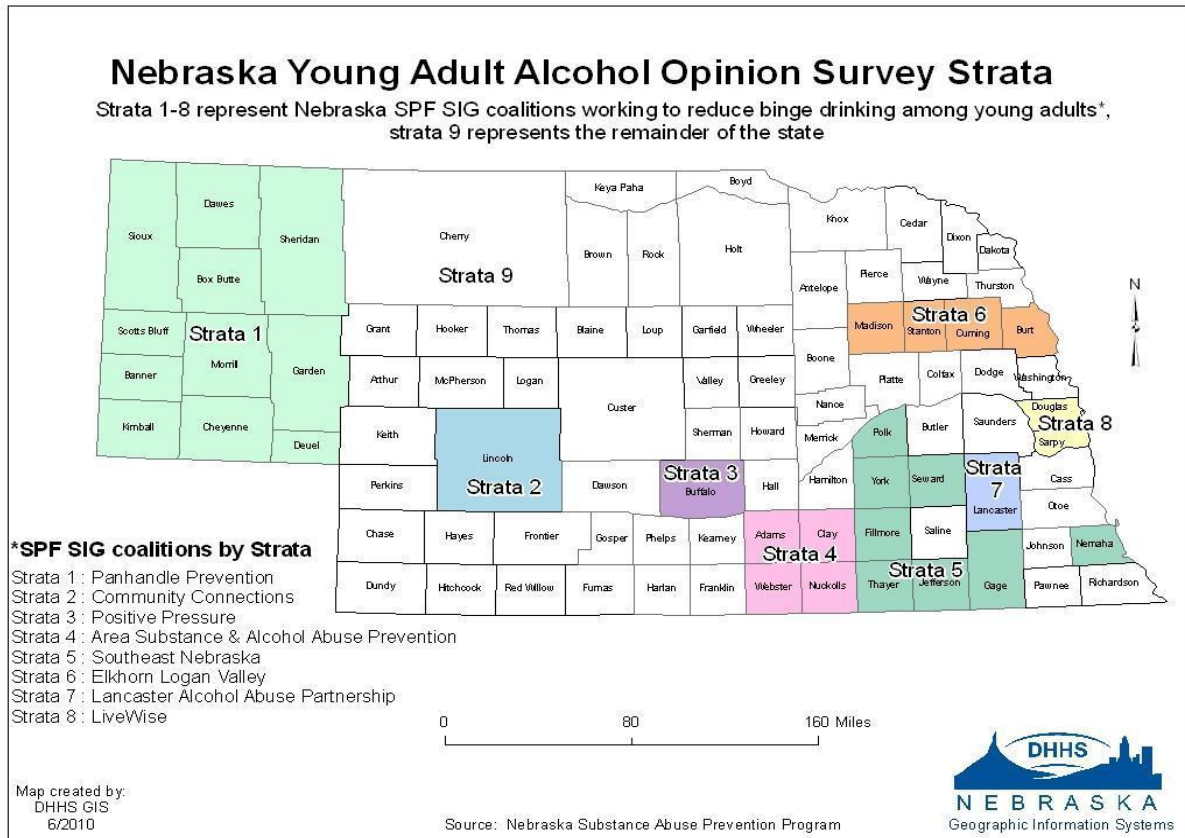 Nebraska Young Adult Alcohol Opinion Survey Strata
Strata 1-8 represent Nebraska SPF SIG coalitions working to reduce binge drinking among young adults*,
strata 9 represents the remainder of the state
Sioux
Dawes
Sheridan
Box Butte
Scotts Bluff
Strata 1
Morrill
Garden
Banner
Kimball
Cheyenne
Deuel
Cherry
Strata 9
Keya Paha
Boyd
Brown
Rock
Holt
Knox
Cedar
Dixon
Dakota
Antelope
Pierce
Wayne
Thurston
Grant
Hooker
Thomas
Blaine
Loup
Garfield
Wheeler
Madison
Stanton
Strata 6
Cuming
Burt
Boone
Arthur
McPherson
Logan
Custer
Valley
Greeley
Platte
Colfax
Dodge
Washington
Nance
Keith
Lincoln
Strata 2
Sherman
Howard
Merrick
Polk
Butler
Saunders
Douglas
Strata 8
Sarpy
Perkins
Dawson
Strata 3
Buffalo
Hall
Hamilton
York
Seward
Strata 7
Lancaster
Cass
Otoe
Chase
Hayes
Frontier
Gosper
Phelps
Kearney
Adams
Clay
Strata 4
Webster
Nuckolls
Fillmore
Saline
Strata 5
Thayer
Jefferson
Gage
Johnson
Nemaha
Pawnee
Richardson
Dundy
Hitchcock
Red Willow
Furnas
Harlan
Franklin
N
*SPF SIG coalitions by Strata
Strata 1 : Panhandle Prevention
Strata 2 : Community Connections
Strata 3 : Positive Pressure
Strata 4 : Area Substance & Alcohol Abuse Prevention
Strata 5 : Southeast Nebraska
Strata 6 : Elkhorn Logan Valley
Strata 7 : Lancaster Alcohol Abuse Partnership
Strata 8 : LiveWise
0 80 160 Miles
Map created by:
DHHS GIS
6/2010
Source: Nebraska Substance Abuse Prevention Program
DHHS
NEBRASKA
Geographic Information Systems